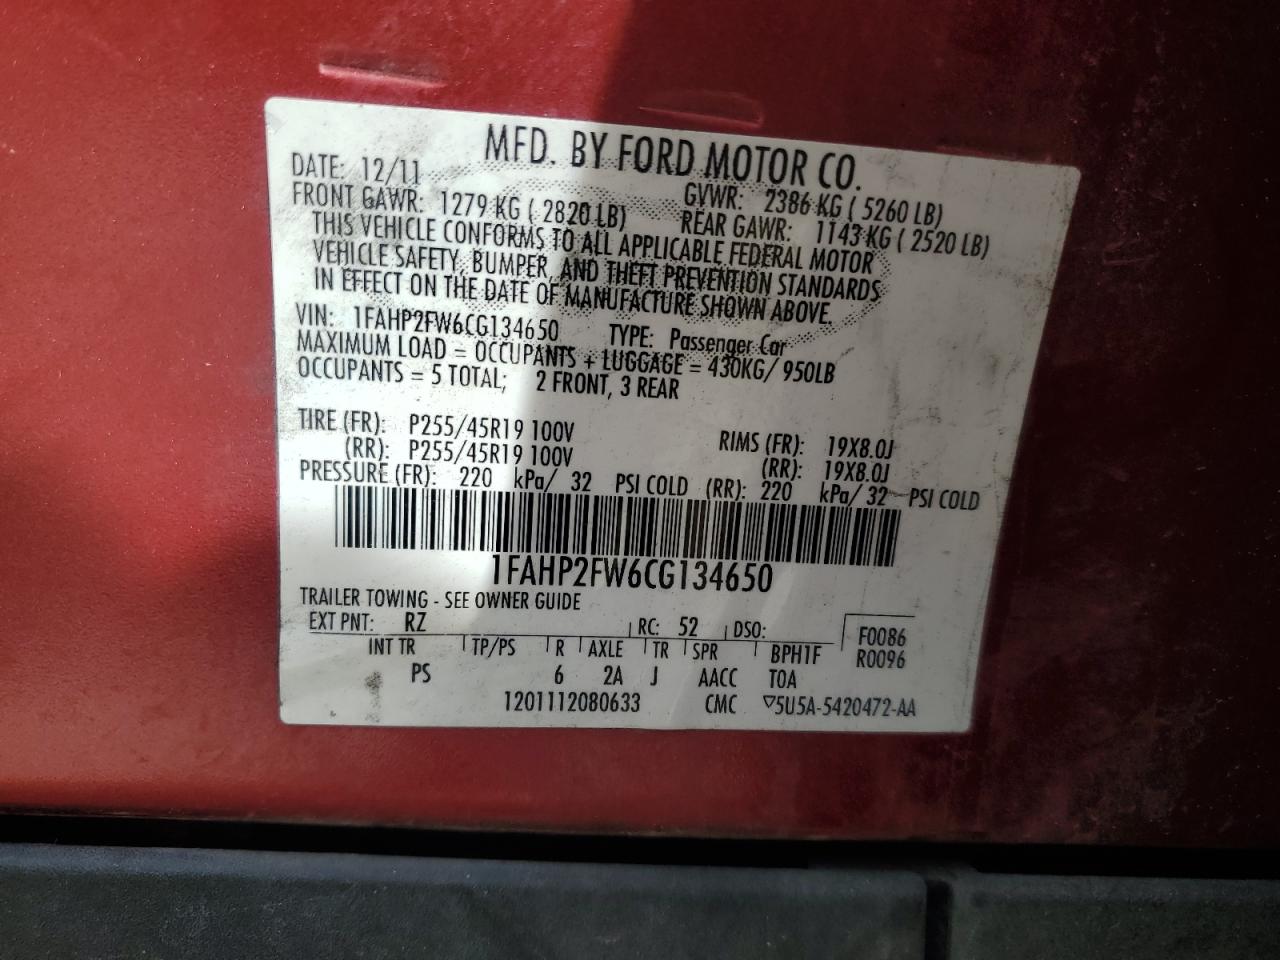 MFD. BY FORD MOTOR CO.
DATE: 12/11 GVWR: 2386 KG ( 5260 LB)
FRONT GAWR: 1279 KG ( 2820 LB) REAR GAWR: 1143 KG ( 2520 LB)
THIS VEHICLE CONFORMS TO ALL APPLICABLE FEDERAL MOTOR
VEHICLE SAFETY, BUMPER, AND THEFT PREVENTION STANDARDS
IN EFFECT ON THE DATE OF MANUFACTURE SHOWN ABOVE.
VIN: 1FAHP2FW6CG134650 TYPE: Passenger Car
MAXIMUM LOAD = OCCUPANTS + LUGGAGE = 430KG/ 950LB
OCCUPANTS = 5 TOTAL; 2 FRONT, 3 REAR
TIRE (FR): P255/45R19 100V RIMS (FR): 19X8.0J
(RR): P255/45R19 100V (RR): 19X8.0J
PRESSURE (FR): 220 kPa/ 32 PSI COLD (RR): 220 kPa/ 32 PSI COLD
1FAHP2FW6CG134650
TRAILER TOWING - SEE OWNER GUIDE
EXT PNT: RZ RC: 52 DSO: F0086
INT TR TP/PS R AXLE TR SPR BPH1F R0096
PS 6 2A J AACC TOA
1201112080633 CMC ▽5U5A-5420472-AA